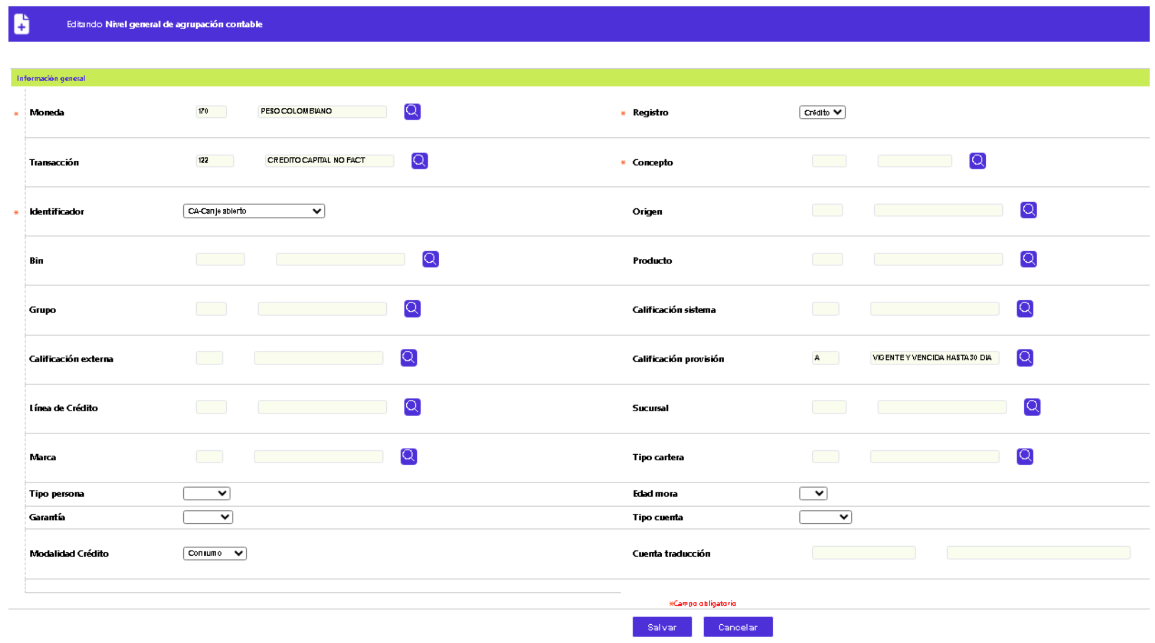 Editando Nivel general de agrupación contable
Información general
* Moneda 170 PESO COLOMBIANO * Registro Crédito
Transacción 122 CREDITO CAPITAL NO FACT * Concepto
* Identificador CA-Canje abierto Origen
Bin Producto
Grupo Calificación sistema
Calificación externa Calificación provisión A VIGENTE Y VENCIDA HASTA 30 DIA
Línea de Crédito Sucursal
Marca Tipo cartera
Tipo persona Edad mora
Garantía Tipo cuenta
Modalidad Crédito Consumo Cuenta traducción
*Campo obligatorio
Salvar Cancelar